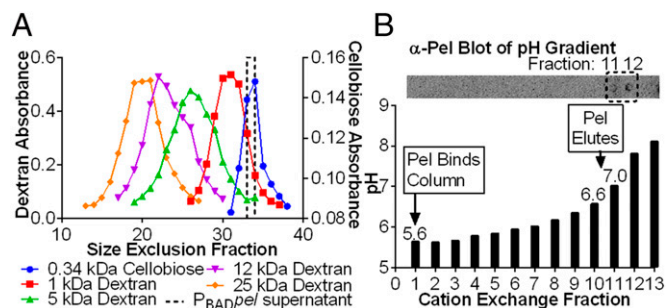 A
0.6
0.4
0.2
0.0
Dextran Absorbance
0.16
0.14
0.12
0.10
0.08
Cellobiose Absorbance
10 20 30 40
Size Exclusion Fraction
0.34 kDa Cellobiose
1 kDa Dextran
5 kDa Dextran
12 kDa Dextran
25 kDa Dextran
PBADpel supernatant
B
α-Pel Blot of pH Gradient
Fraction: 11 12
9
8
7
6
5
pH
Pel Binds
Column
Pel
Elutes
5.6
6.6
7.0
0 1 2 3 4 5 6 7 8 9 10 11 12 13
Cation Exchange Fraction